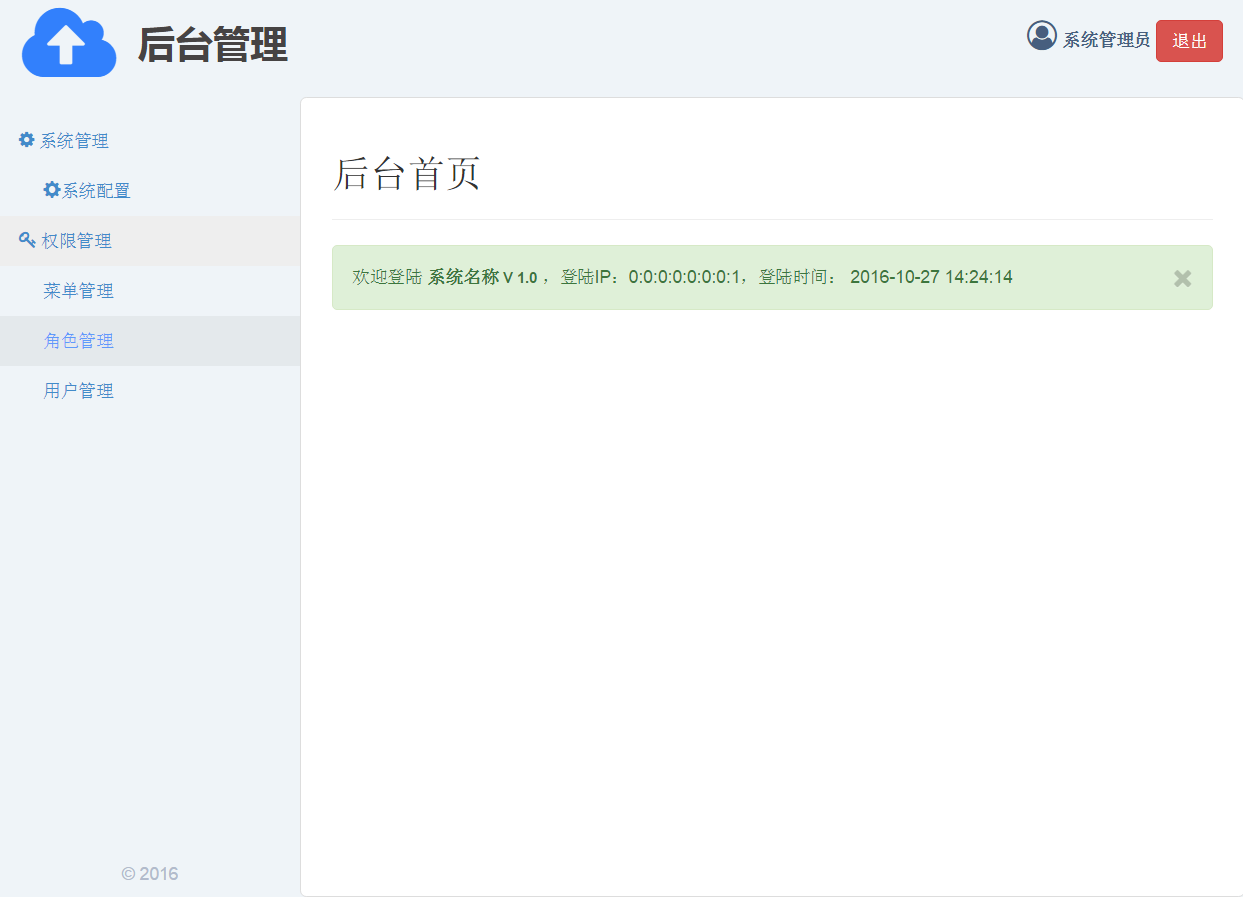 后台管理
系统管理员 退出
系统管理
系统配置
权限管理
菜单管理
角色管理
用户管理
© 2016
后台首页
欢迎登陆 系统名称 V 1.0 ，登陆IP：0:0:0:0:0:0:0:1，登陆时间： 2016-10-27 14:24:14